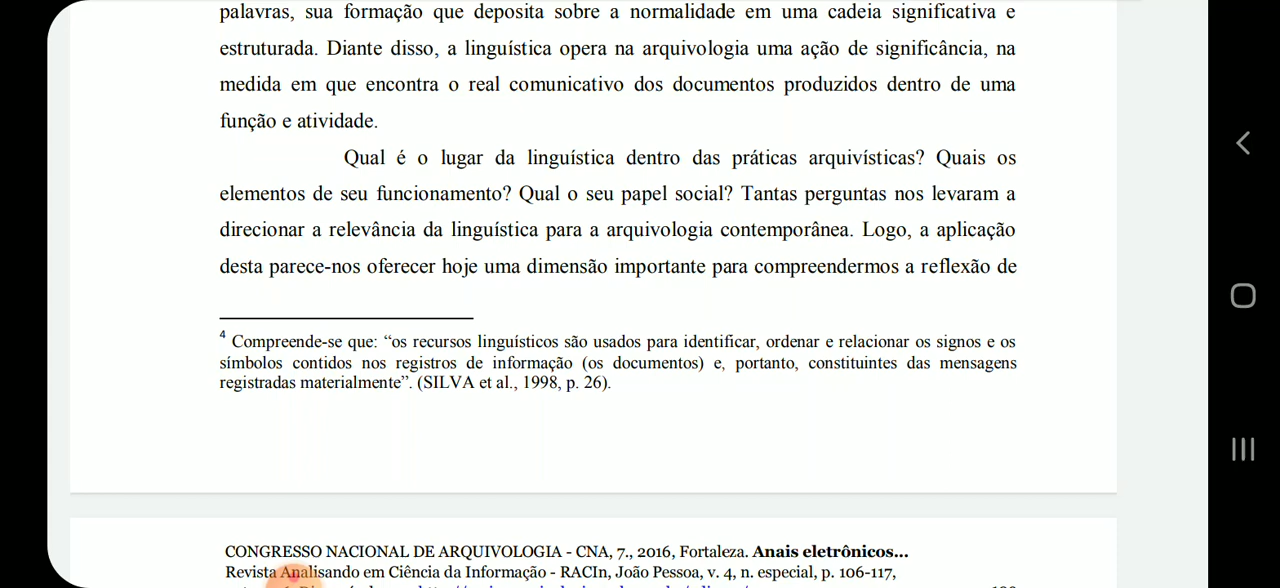 palavras, sua formação que deposita sobre a normalidade em uma cadeia significativa e
estruturada. Diante disso, a linguística opera na arquivologia uma ação de significância, na
medida em que encontra o real comunicativo dos documentos produzidos dentro de uma
função e atividade.
Qual é o lugar da linguística dentro das práticas arquivísticas? Quais os
elementos de seu funcionamento? Qual o seu papel social? Tantas perguntas nos levaram a
direcionar a relevância da linguística para a arquivologia contemporânea. Logo, a aplicação
desta parece-nos oferecer hoje uma dimensão importante para compreendermos a reflexão de
4 Compreende-se que: “os recursos linguísticos são usados para identificar, ordenar e relacionar os signos e os
símbolos contidos nos registros de informação (os documentos) e, portanto, constituintes das mensagens
registradas materialmente”. (SILVA et al., 1998, p. 26).
CONGRESSO NACIONAL DE ARQUIVOLOGIA - CNA, 7., 2016, Fortaleza. Anais eletrônicos...
Revista Analisando em Ciência da Informação - RACIn, João Pessoa, v. 4, n. especial, p. 106-117,